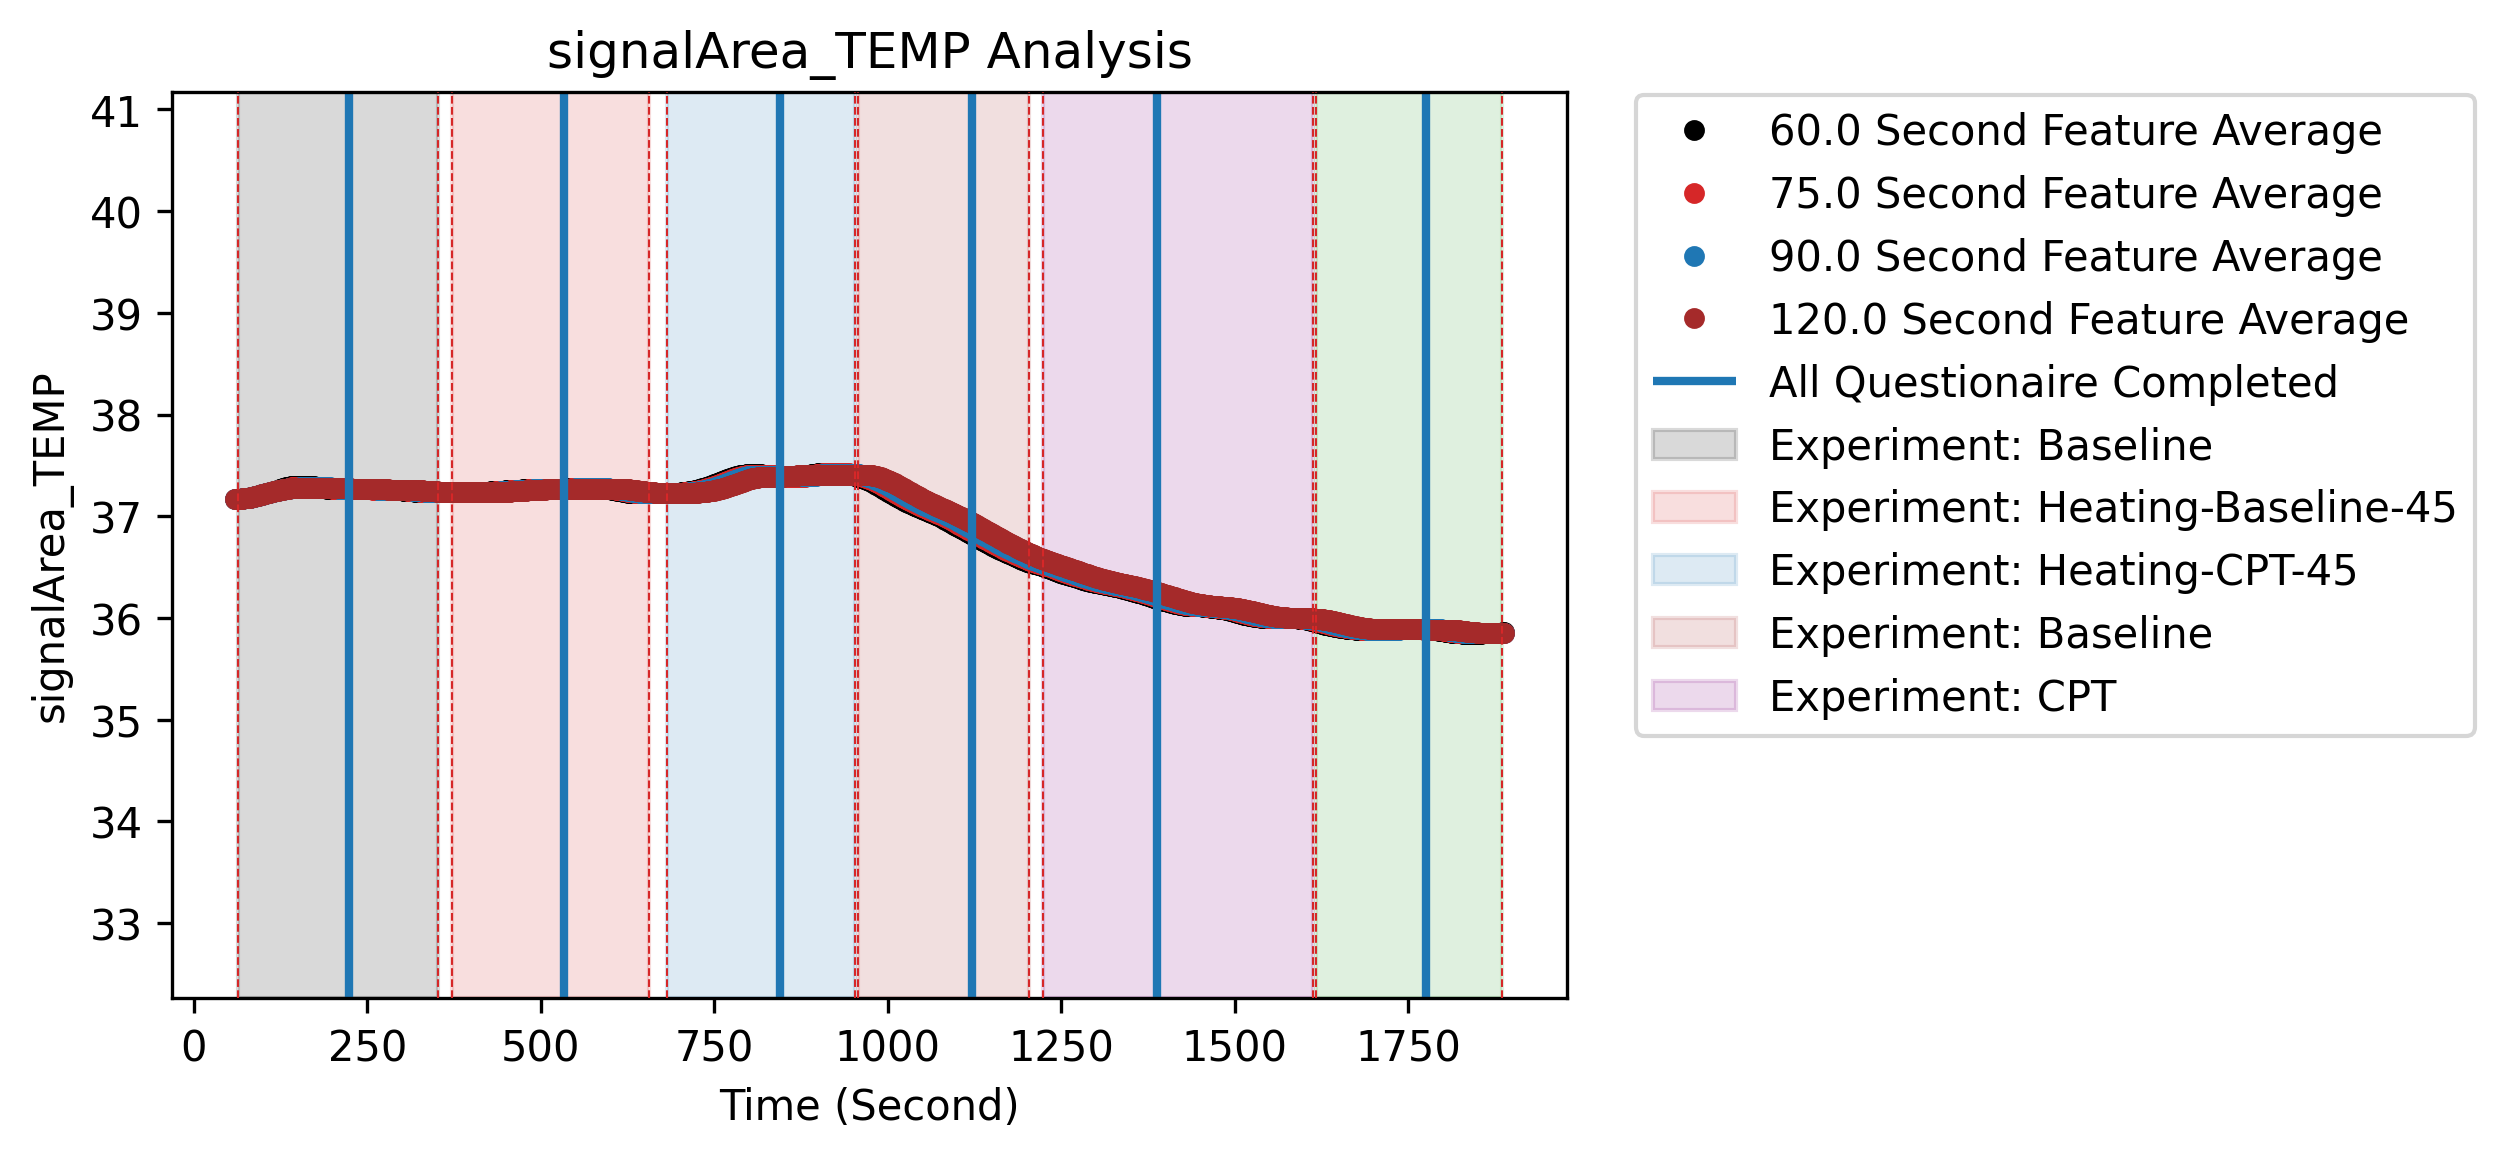 signalArea_TEMP Analysis
signalArea_TEMP
41
40
39
38
37
36
35
34
33
0 250 500 750 1000 1250 1500 1750
Time (Second)
60.0 Second Feature Average
75.0 Second Feature Average
90.0 Second Feature Average
120.0 Second Feature Average
All Questionaire Completed
Experiment: Baseline
Experiment: Heating-Baseline-45
Experiment: Heating-CPT-45
Experiment: Baseline
Experiment: CPT